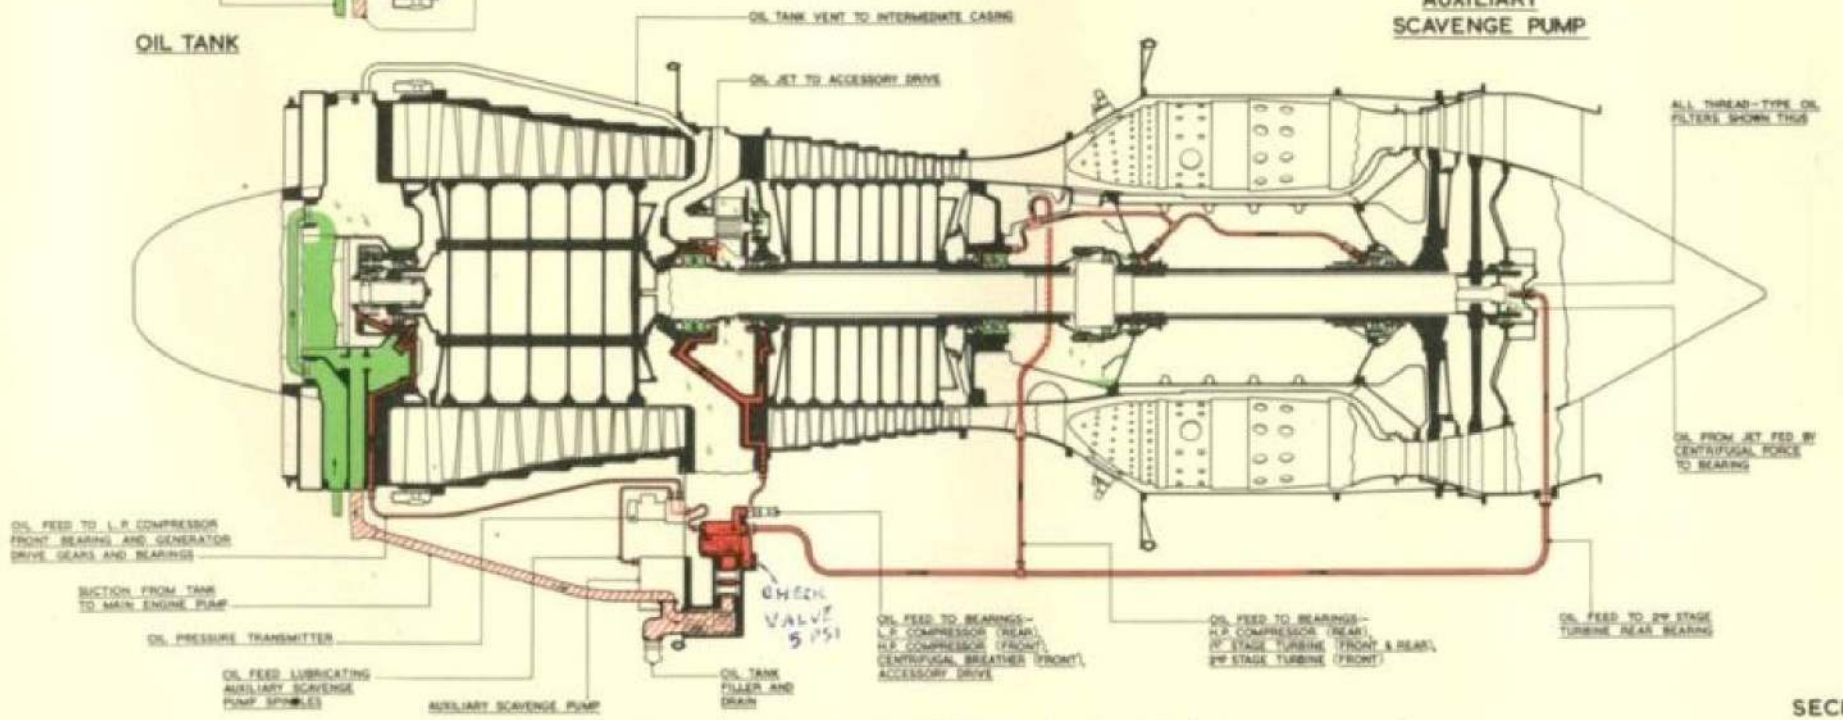 OIL TANK VENT TO INTERMEDIATE CASING
AUXILIARY
SCAVENGE PUMP
OIL TANK
OIL JET TO ACCESSORY DRIVE
ALL THREAD-TYPE OIL
FILTERS SHOWN THUS
OIL FROM JET FED BY
CENTRIFUGAL FORCE
TO BEARING
OIL FEED TO L.P. COMPRESSOR
FRONT BEARING AND GENERATOR
DRIVE GEARS AND BEARINGS
SUCTION FROM TANK
TO MAIN ENGINE PUMP
OIL PRESSURE TRANSMITTER
OIL FEED LUBRICATING
AUXILIARY SCAVENGE
PUMP SPINDLES
AUXILIARY SCAVENGE PUMP
OIL TANK
FILLER AND
DRAIN
CHECK
VALVE
5 PSI
OIL FEED TO BEARINGS:-
L.P. COMPRESSOR (REAR),
H.P. COMPRESSOR (FRONT),
CENTRIFUGAL BREATHER (FRONT),
ACCESSORY DRIVE
OIL FEED TO BEARINGS:-
H.P. COMPRESSOR (REAR),
1ST STAGE TURBINE (FRONT & REAR),
2ND STAGE TURBINE (FRONT)
OIL FEED TO 2ND STAGE
TURBINE REAR BEARING